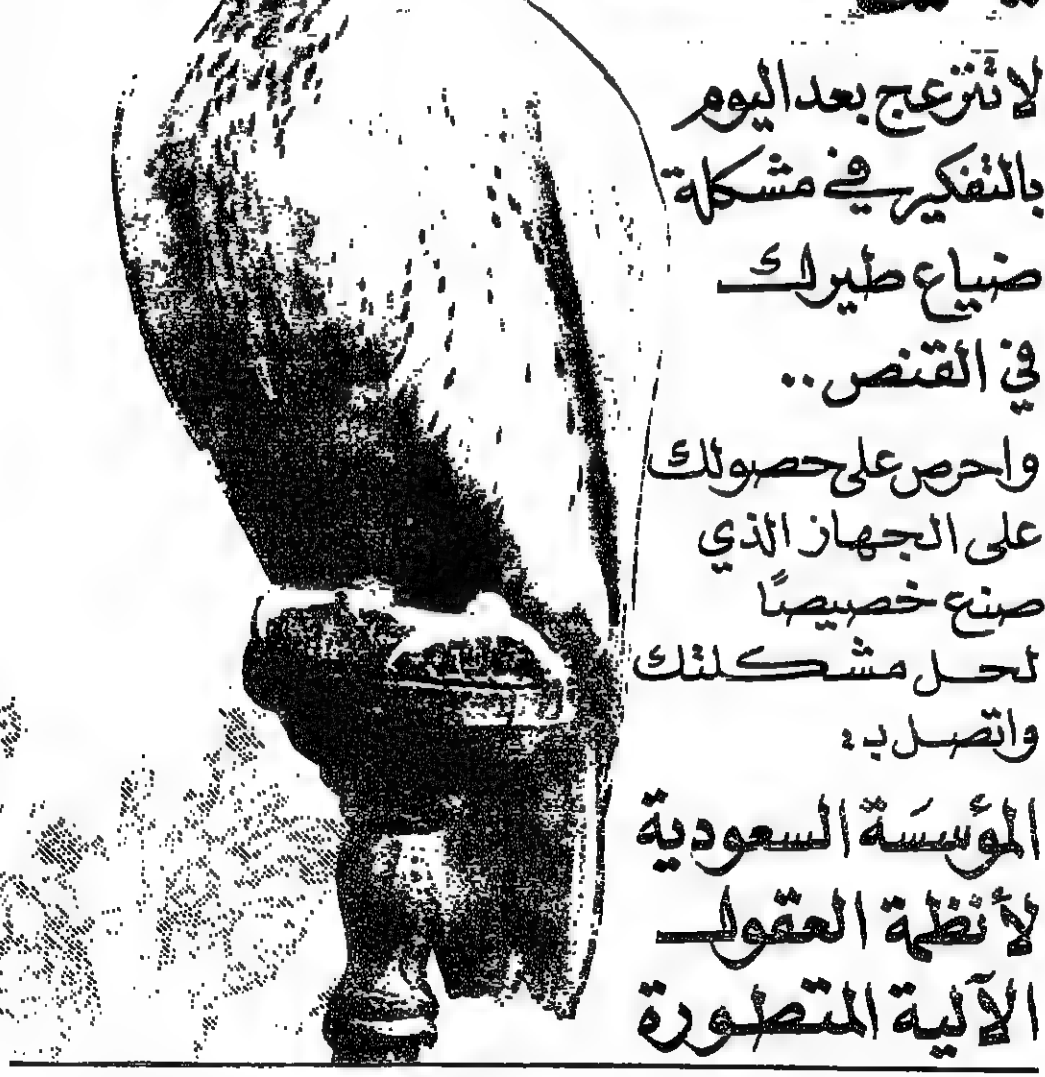 لا تنزعج بعد اليوم
بالتفكير في مشكلة
ضياع طيرك
في القنص ..
واحرص على حصولك
على الجهاز الذي
صنع خصيصًا
لحل مشكلتك
واتصل بـ :
المؤسسَة السعودية
لأنظمة العقول
الآلية المتطورة